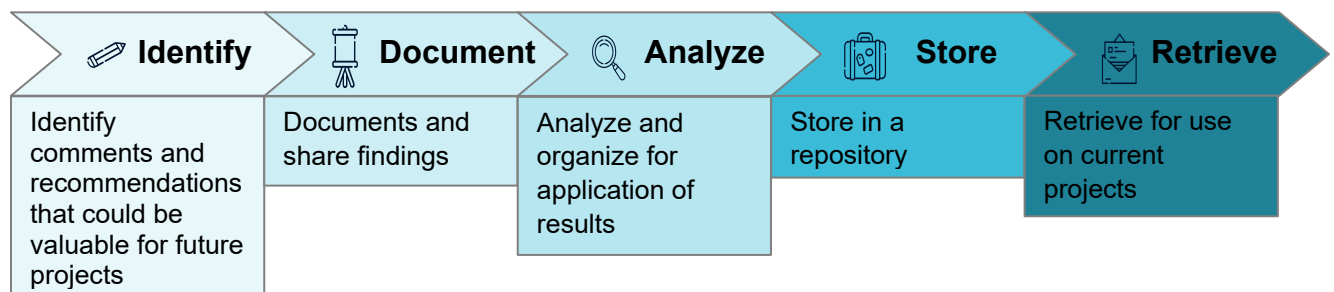 Identify
Document
Analyze
Store
Retrieve
Identify
comments and
recommendations
that could be
valuable for future
projects
Documents and
share findings
Analyze and
organize for
application of
results
Store in a
repository
Retrieve for use
on current
projects